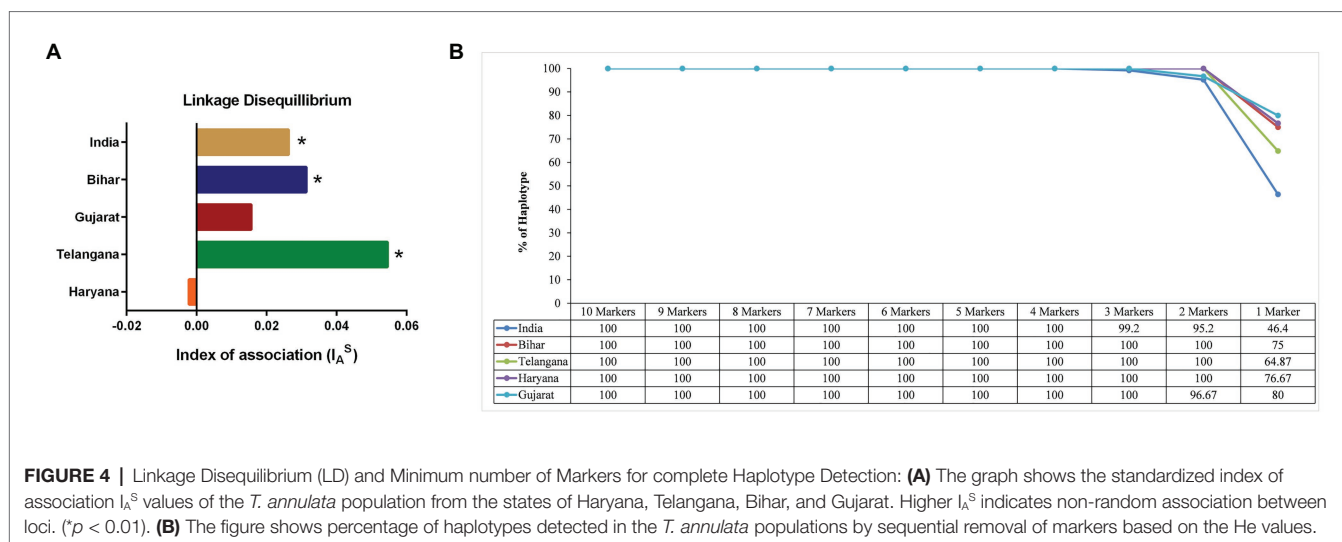 A
Linkage Disequillibrium
India
*
Bihar
*
Gujarat
Telangana
*
Haryana
-0.02 0.00 0.02 0.04 0.06
Index of association (I_A^S)
B
% of Haplotype
100
90
80
70
60
50
40
30
20
10
0
10 Markers 9 Markers 8 Markers 7 Markers 6 Markers 5 Markers 4 Markers 3 Markers 2 Markers 1 Marker
India 100 100 100 100 100 100 100 99.2 95.2 46.4
Bihar 100 100 100 100 100 100 100 100 100 75
Telangana 100 100 100 100 100 100 100 100 100 64.87
Haryana 100 100 100 100 100 100 100 100 100 76.67
Gujarat 100 100 100 100 100 100 100 100 96.67 80
FIGURE 4 | Linkage Disequilibrium (LD) and Minimum number of Markers for complete Haplotype Detection: (A) The graph shows the standardized index of
association I_A^S values of the T. annulata population from the states of Haryana, Telangana, Bihar, and Gujarat. Higher I_A^S indicates non-random association between
loci. (*p < 0.01). (B) The figure shows percentage of haplotypes detected in the T. annulata populations by sequential removal of markers based on the He values.